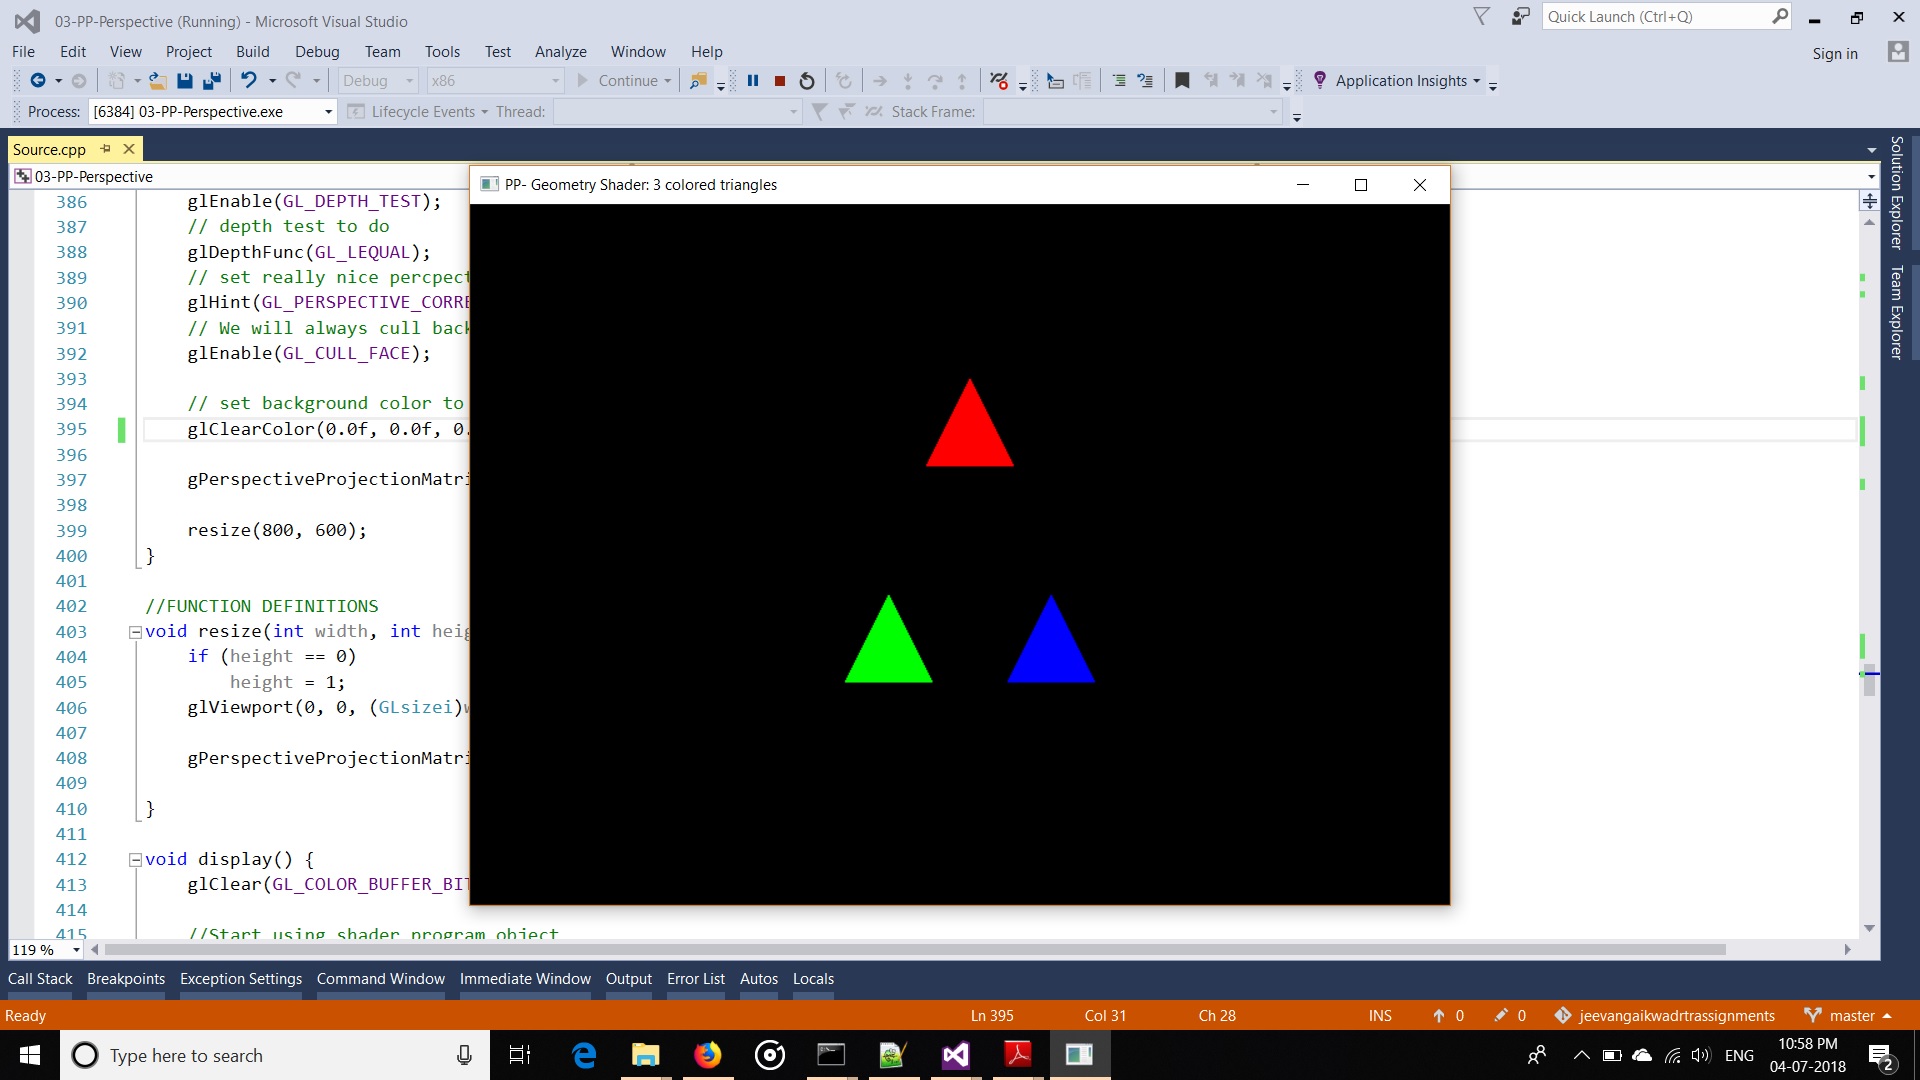 03-PP-Perspective (Running) - Microsoft Visual Studio
Quick Launch (Ctrl+Q)
File Edit View Project Build Debug Team Tools Test Analyze Window Help
Sign in
Debug x86 Continue Application Insights
Process: [6384] 03-PP-Perspective.exe Lifecycle Events Thread: Stack Frame:
Source.cpp
03-PP-Perspective
PP- Geometry Shader: 3 colored triangles
386 glEnable(GL_DEPTH_TEST);
387 // depth test to do
388 glDepthFunc(GL_LEQUAL);
389 // set really nice percpect
390 glHint(GL_PERSPECTIVE_CORRE
391 // We will always cull back
392 glEnable(GL_CULL_FACE);
393
394 // set background color to
395 glClearColor(0.0f, 0.0f, 0.
396
397 gPerspectiveProjectionMatri
398
399 resize(800, 600);
400 }
401
402 //FUNCTION DEFINITIONS
403 void resize(int width, int heig
404 if (height == 0)
405 height = 1;
406 glViewport(0, 0, (GLsizei)w
407
408 gPerspectiveProjectionMatri
409
410 }
411
412 void display() {
413 glClear(GL_COLOR_BUFFER_BIT
414
415 //Start using shader program object
119 %
Solution Explorer
Team Explorer
Call Stack Breakpoints Exception Settings Command Window Immediate Window Output Error List Autos Locals
Ready Ln 395 Col 31 Ch 28 INS 0 0 jeevangaikwadrtrassignments master
Type here to search
ENG
10:58 PM
04-07-2018
2